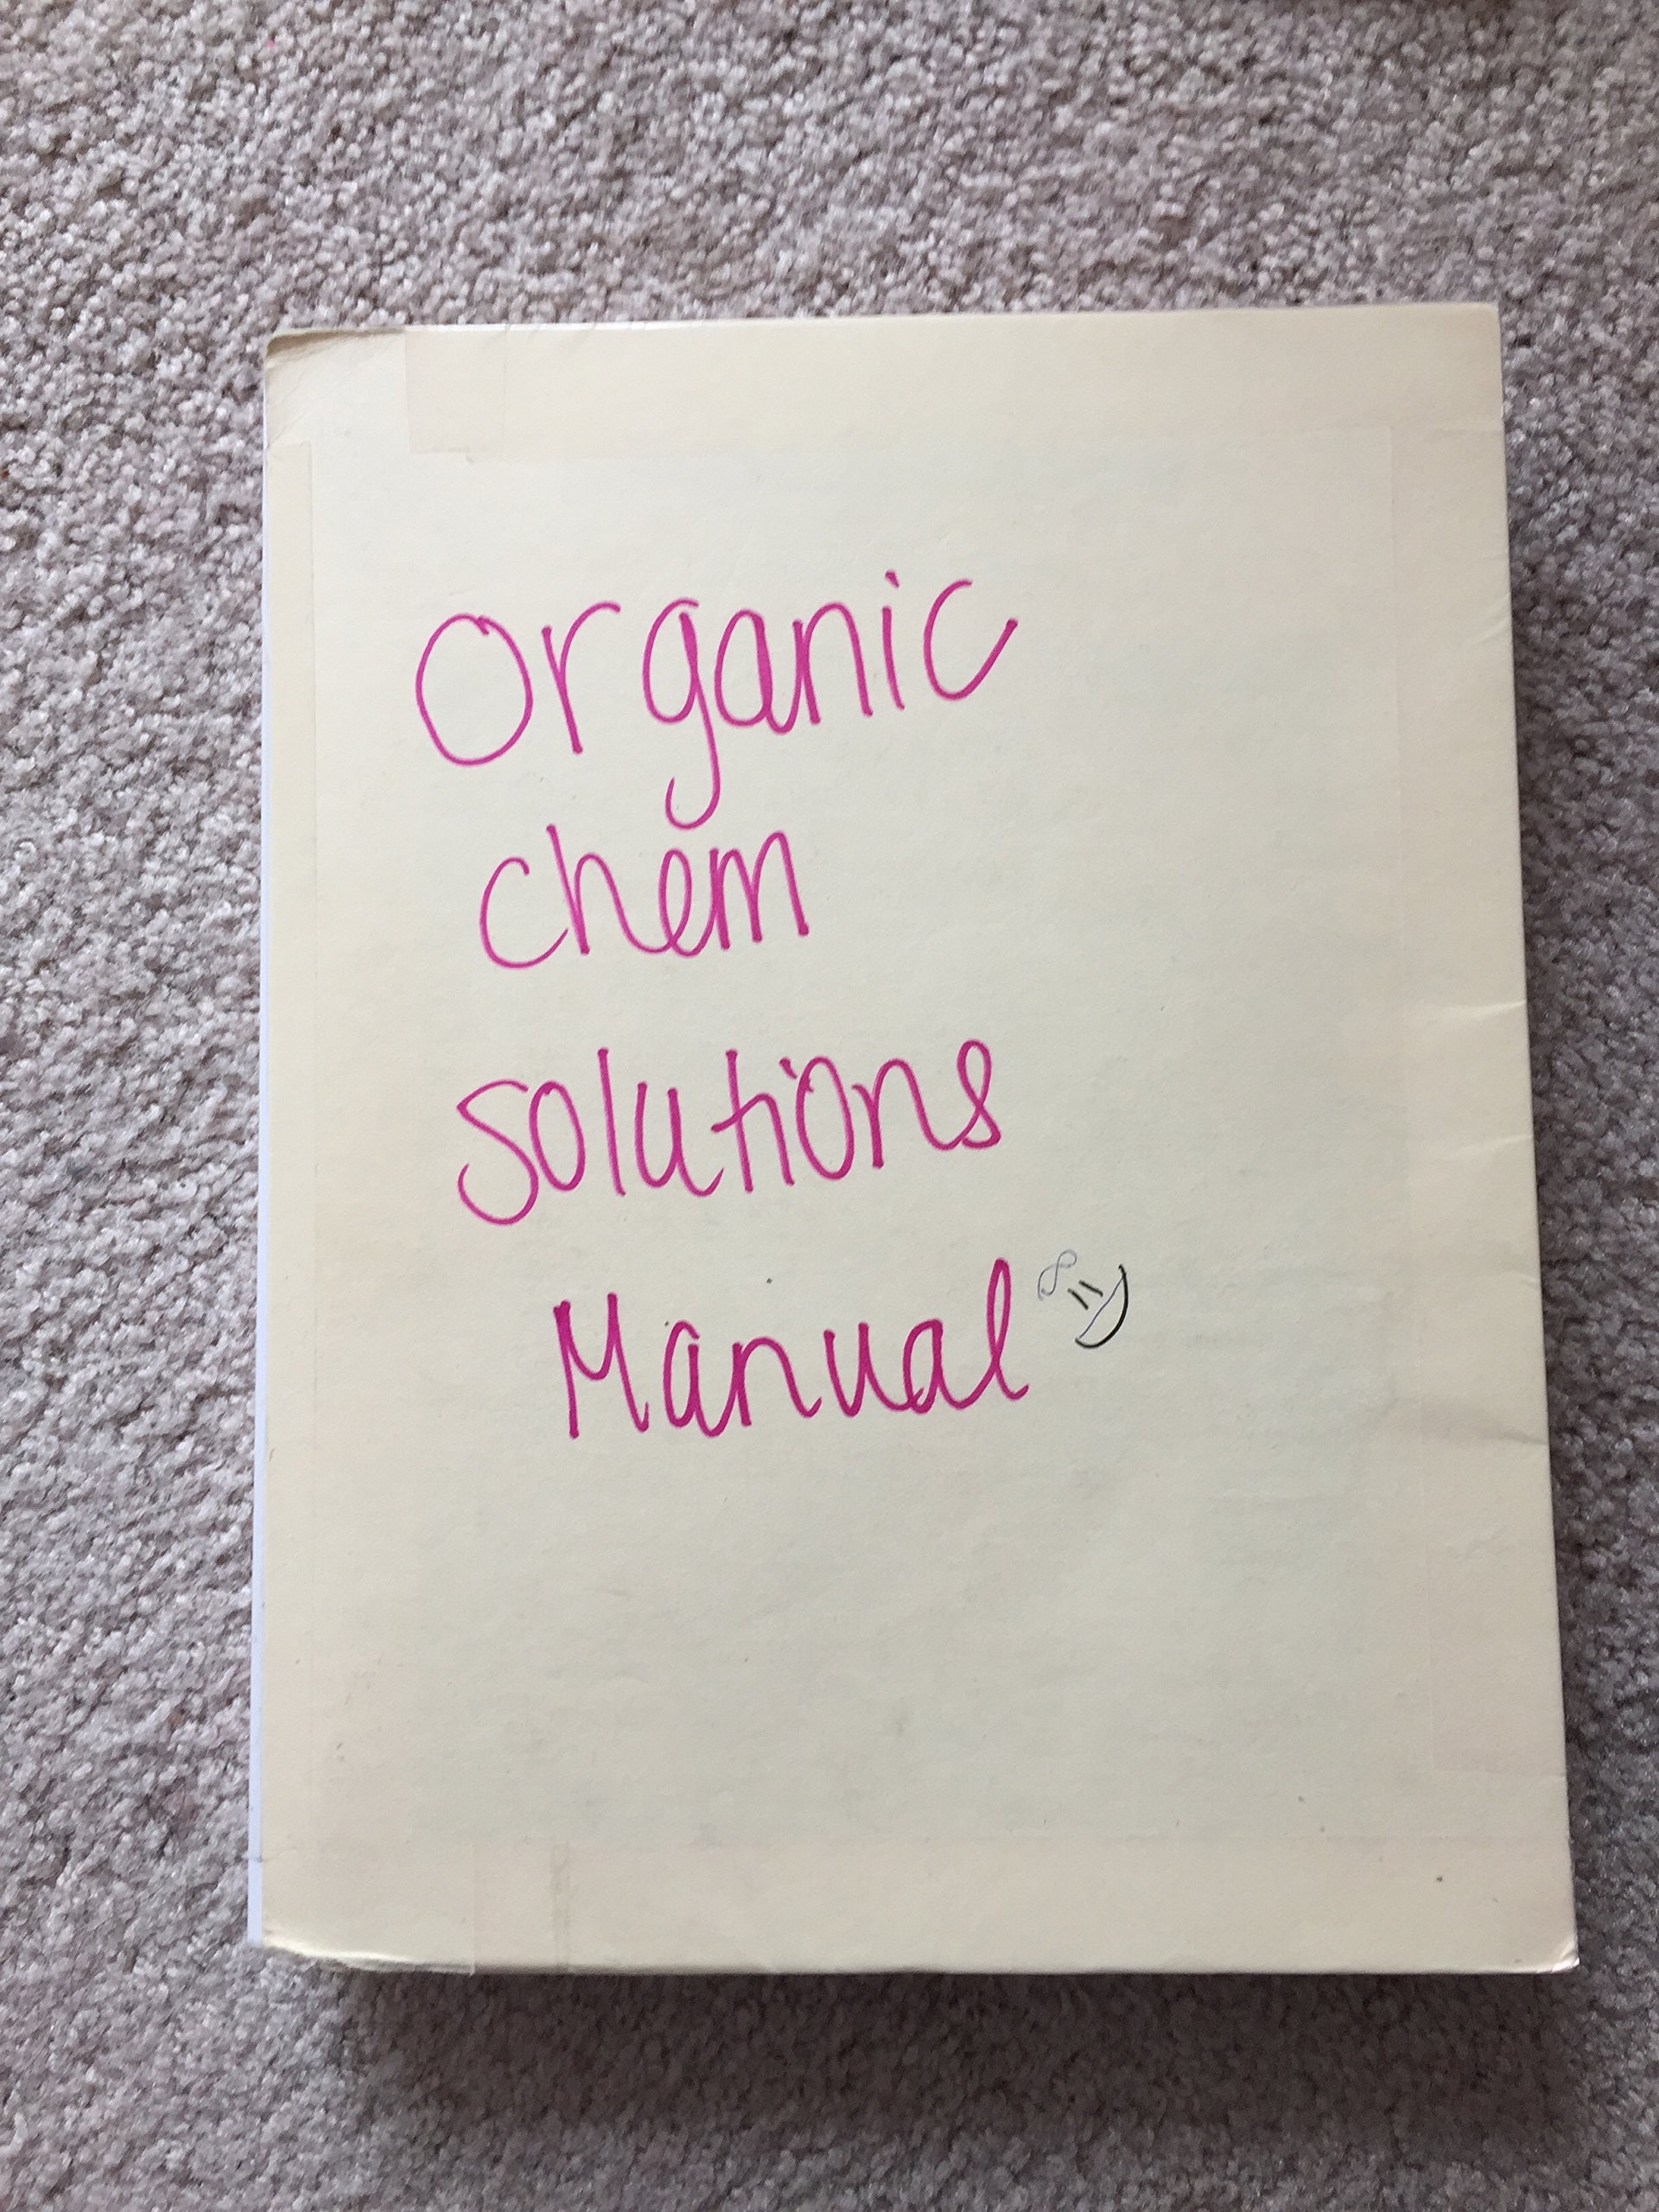 Organic
chem
solutions
Manual